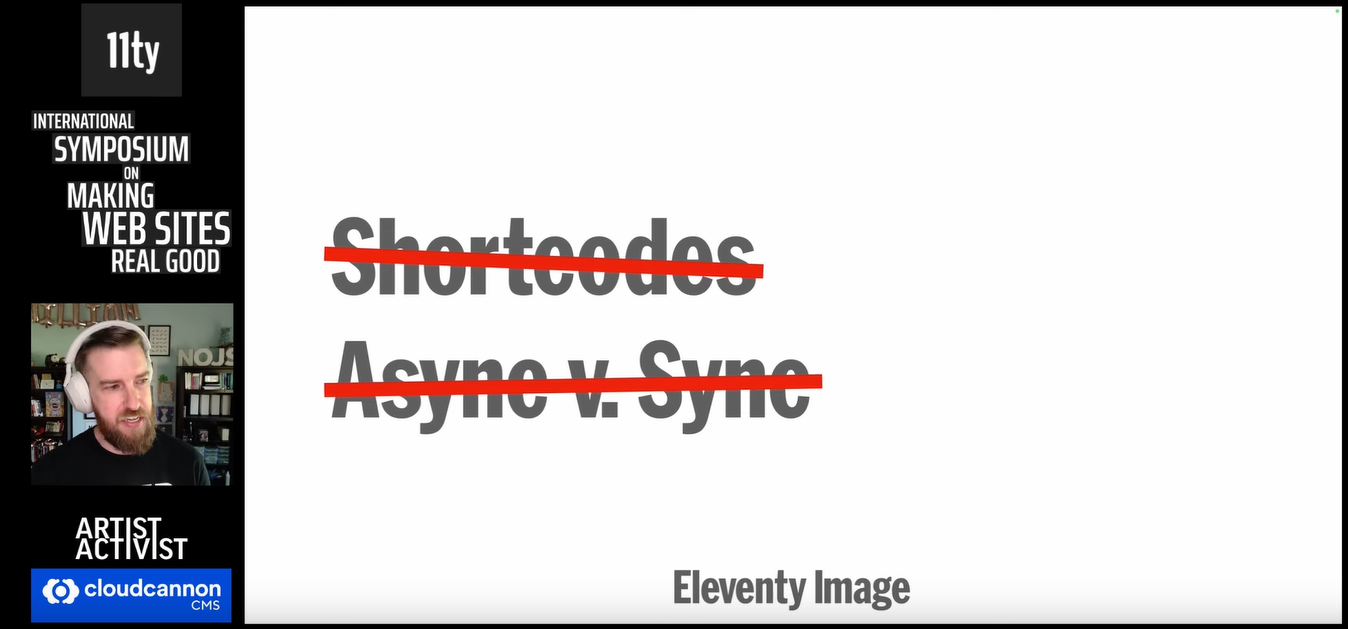 11ty
INTERNATIONAL
SYMPOSIUM
ON
MAKING
WEB SITES
REAL GOOD
NOJS
ARTIST
ACTIVIST
cloudcannon
CMS
Shortcodes
Async v. Sync
Eleventy Image